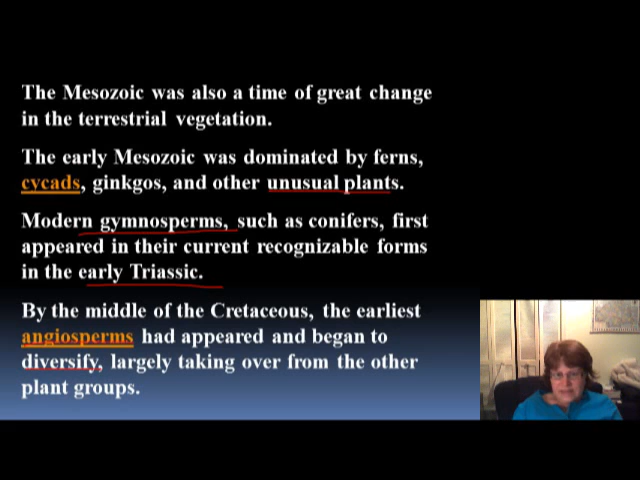 The Mesozoic was also a time of great change
in the terrestrial vegetation.
The early Mesozoic was dominated by ferns,
cycads, ginkgos, and other unusual plants.
Modern gymnosperms, such as conifers, first
appeared in their current recognizable forms
in the early Triassic.
By the middle of the Cretaceous, the earliest
angiosperms had appeared and began to
diversify, largely taking over from the other
plant groups.